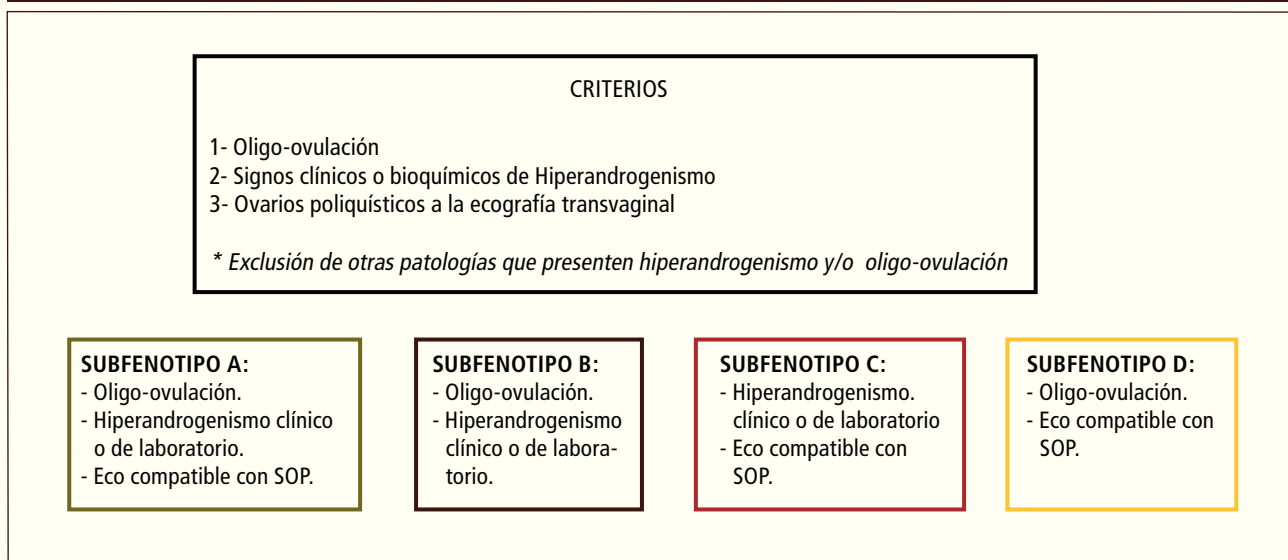 CRITERIOS
1- Oligo-ovulación
2- Signos clínicos o bioquímicos de Hiperandrogenismo
3- Ovarios poliquísticos a la ecografía transvaginal
* Exclusión de otras patologías que presenten hiperandrogenismo y/o oligo-ovulación
SUBFENOTIPO A:
- Oligo-ovulación.
- Hiperandrogenismo clínico
o de laboratorio.
- Eco compatible con SOP.
SUBFENOTIPO B:
- Oligo-ovulación.
- Hiperandrogenismo
clínico o de labora-
torio.
SUBFENOTIPO C:
- Hiperandrogenismo.
clínico o de laboratorio
- Eco compatible con
SOP.
SUBFENOTIPO D:
- Oligo-ovulación.
- Eco compatible con
SOP.